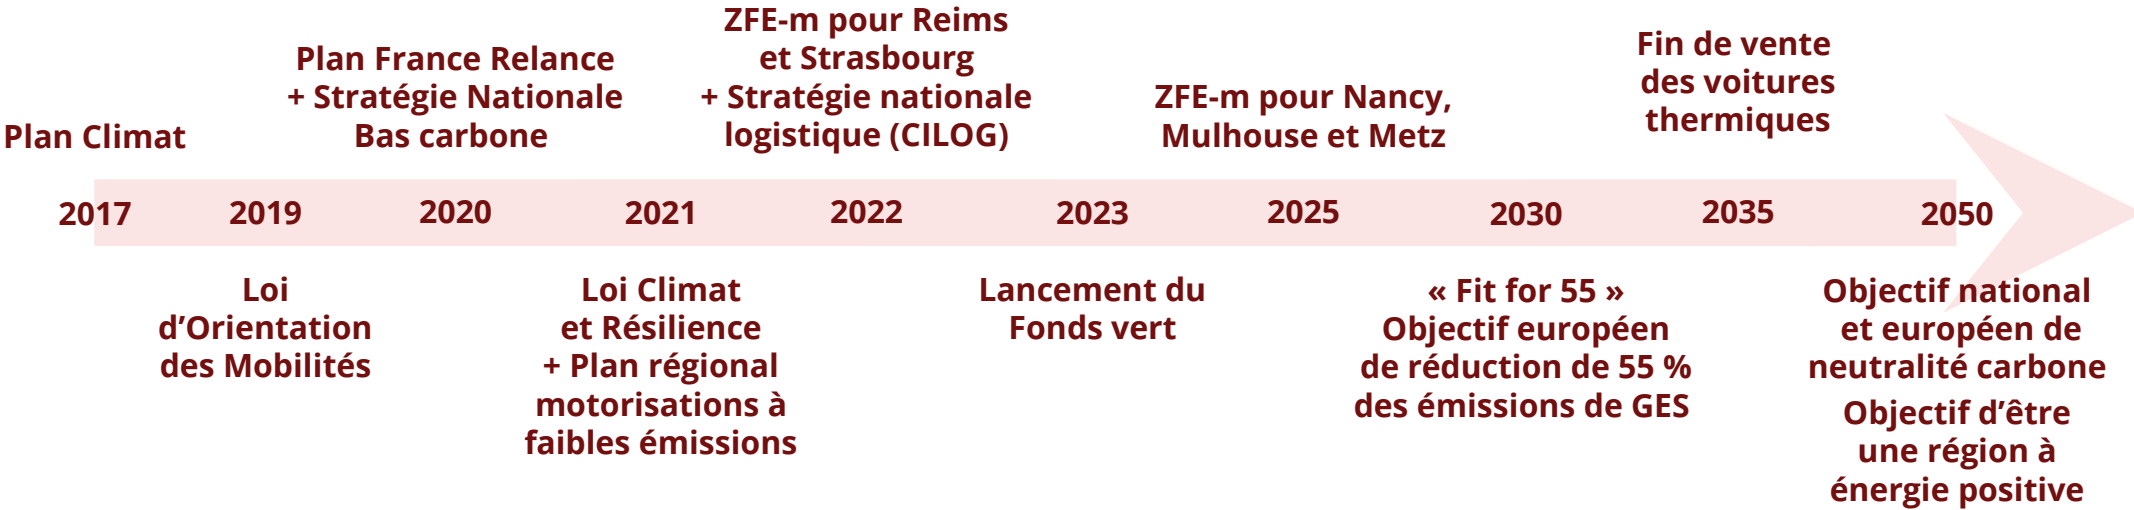 Plan Climat
Plan France Relance
+ Stratégie Nationale
Bas carbone
ZFE-m pour Reims
et Strasbourg
+ Stratégie nationale
logistique (CILOG)
ZFE-m pour Nancy,
Mulhouse et Metz
Fin de vente
des voitures
thermiques
2017 2019 2020 2021 2022 2023 2025 2030 2035 2050
Loi
d’Orientation
des Mobilités
Loi Climat
et Résilience
+ Plan régional
motorisations à
faibles émissions
Lancement du
Fonds vert
« Fit for 55 »
Objectif européen
de réduction de 55 %
des émissions de GES
Objectif national
et européen de
neutralité carbone
Objectif d’être
une région à
énergie positive